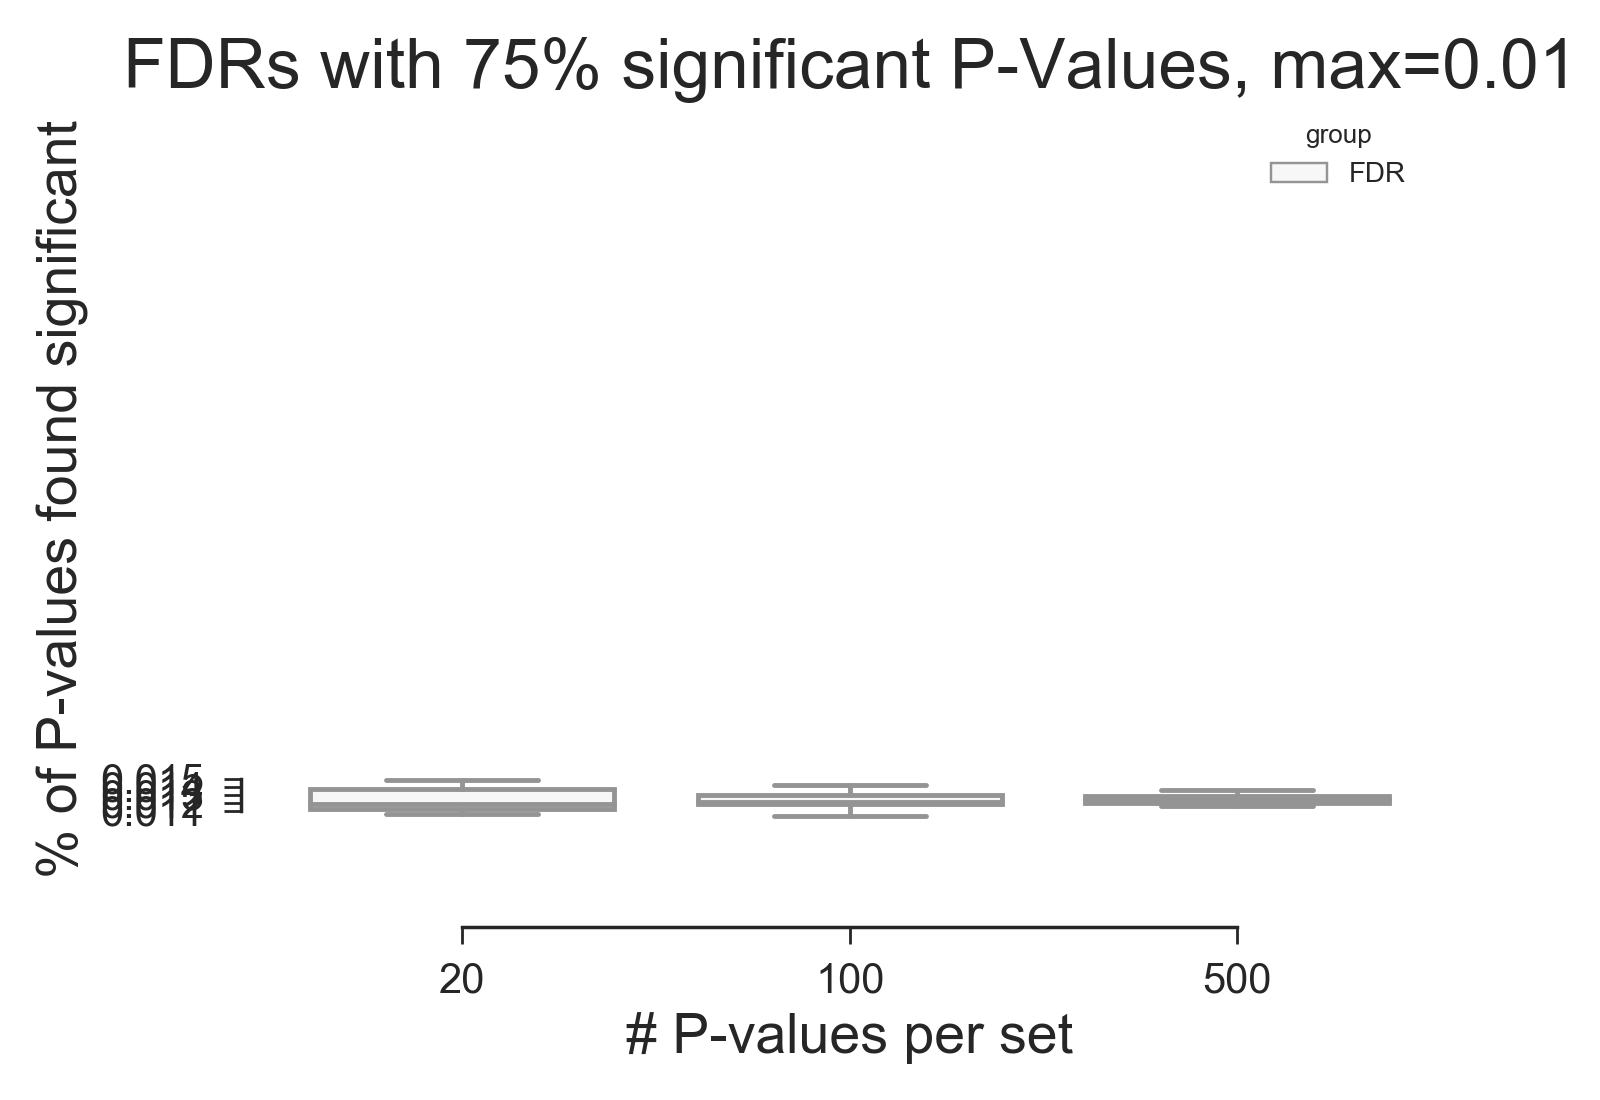 FDRs with 75% significant P-Values, max=0.01
group
FDR
% of P-values found significant
0.015
0.011
20
100
500
# P-values per set